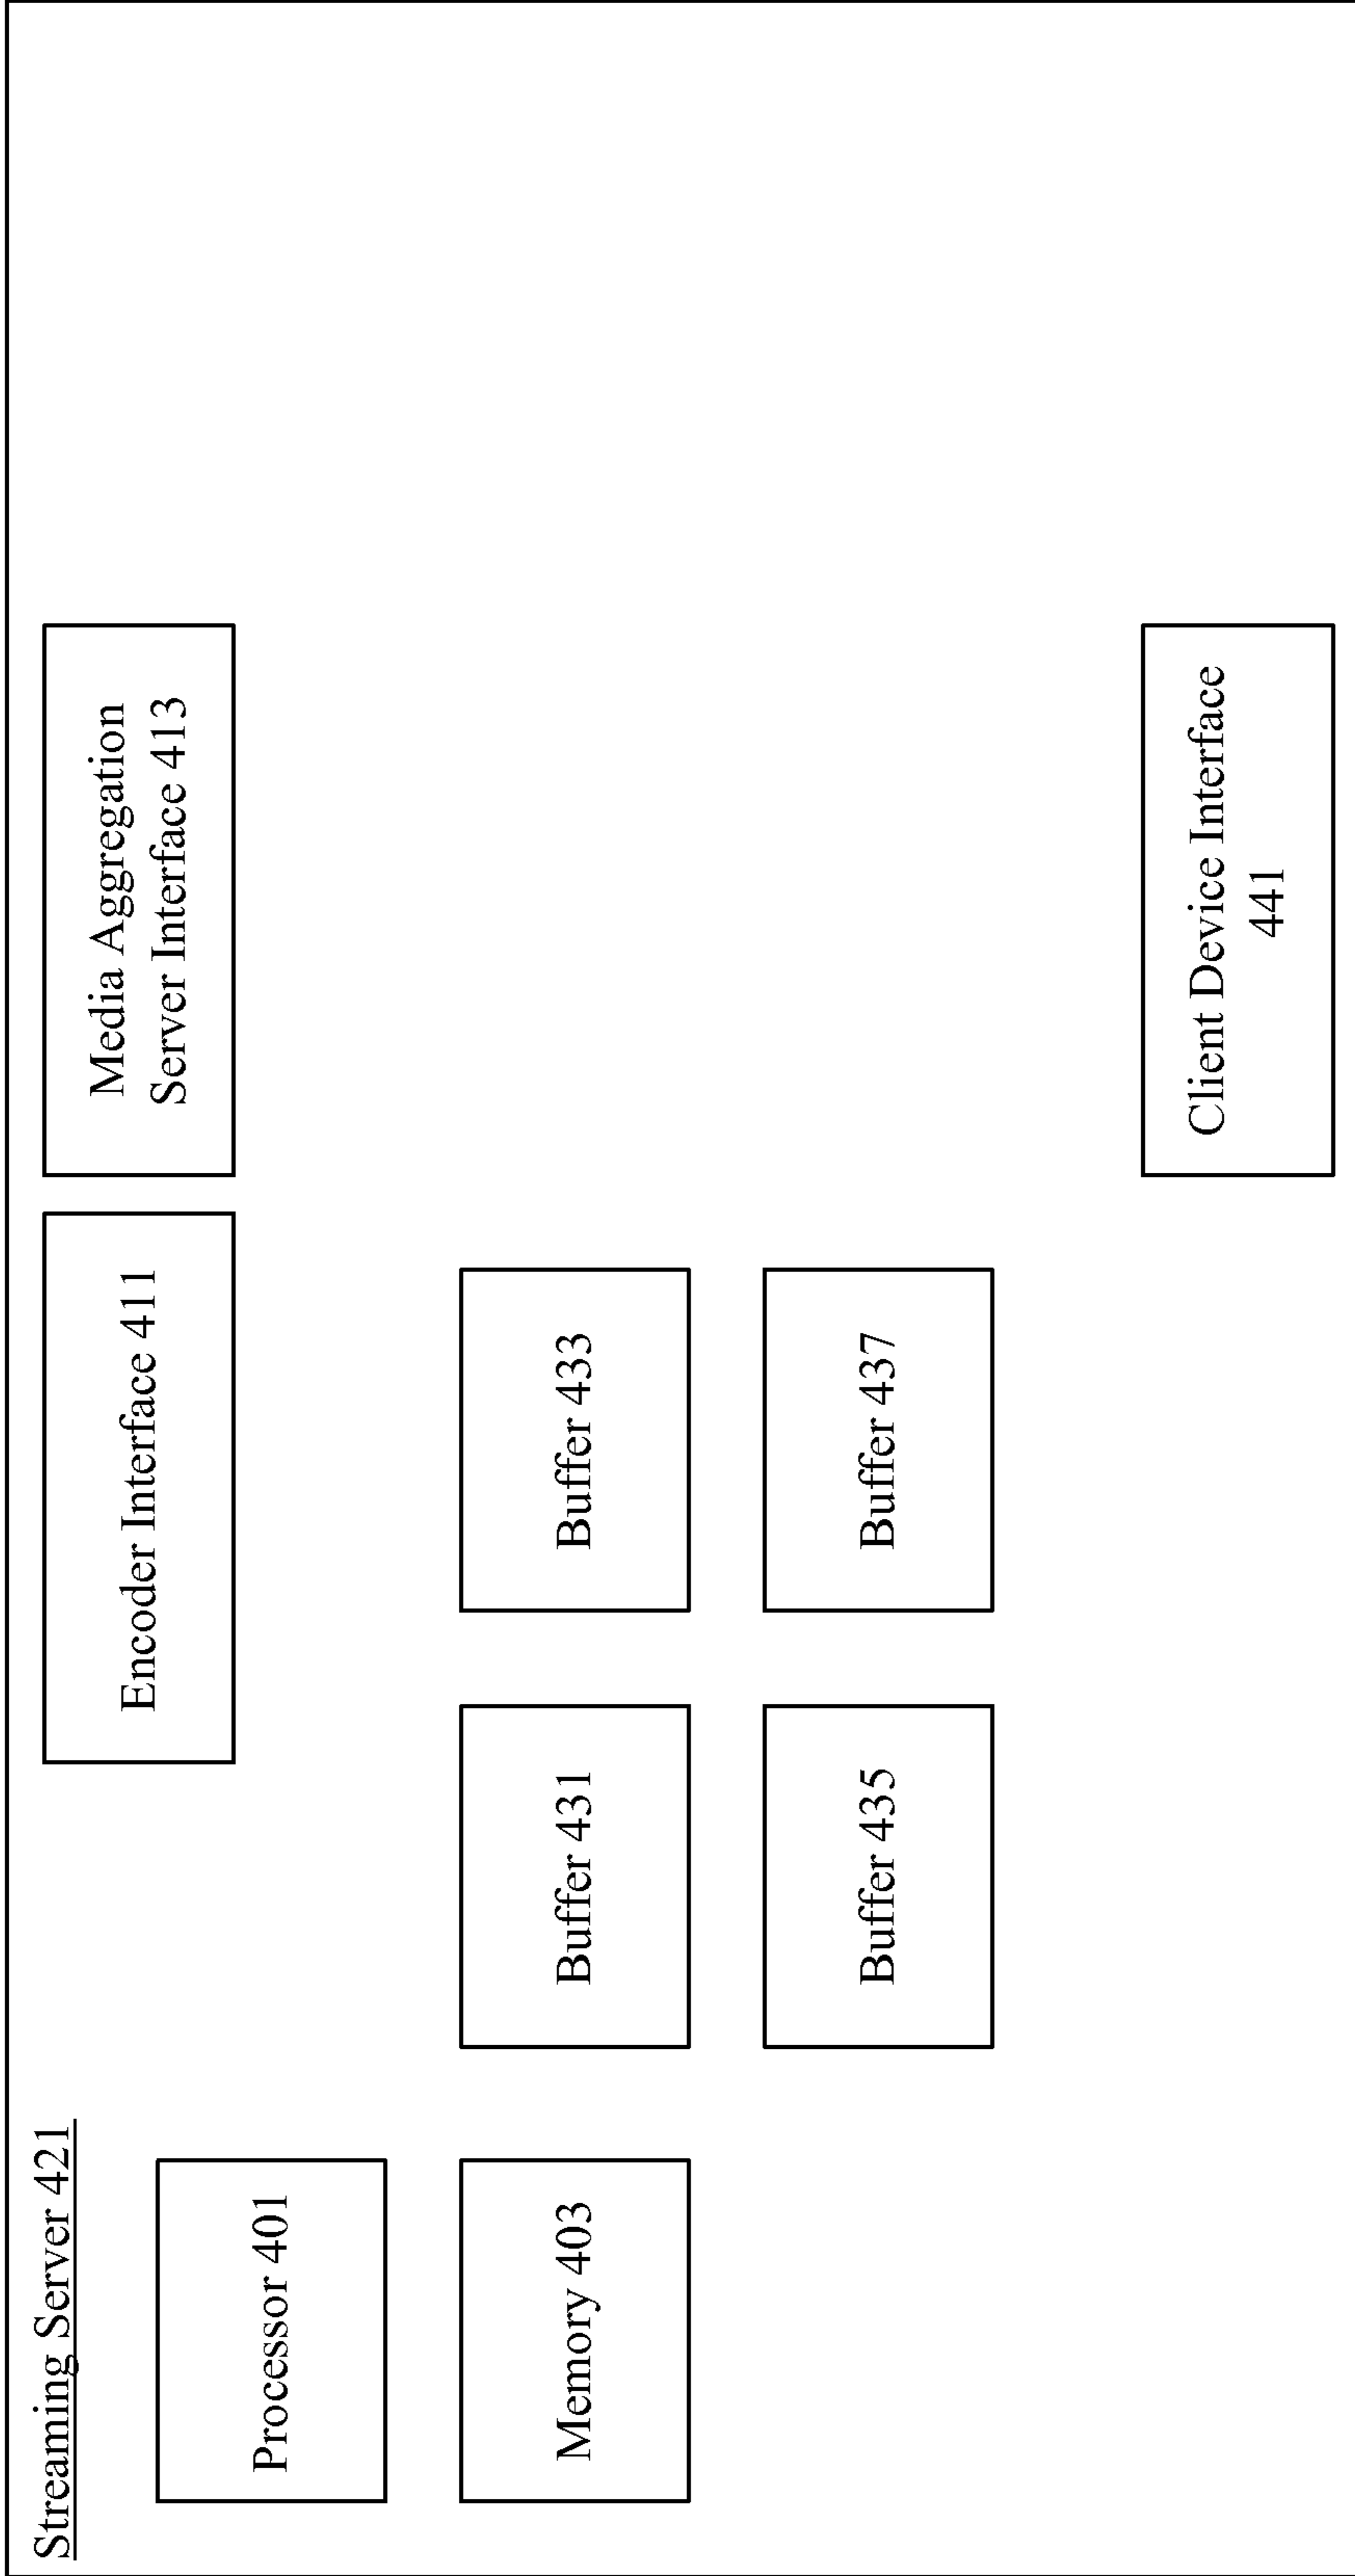 Streaming Server 421
Processor 401
Memory 403
Encoder Interface 411
Media Aggregation
Server Interface 413
Buffer 431
Buffer 433
Buffer 435
Buffer 437
Client Device Interface
441